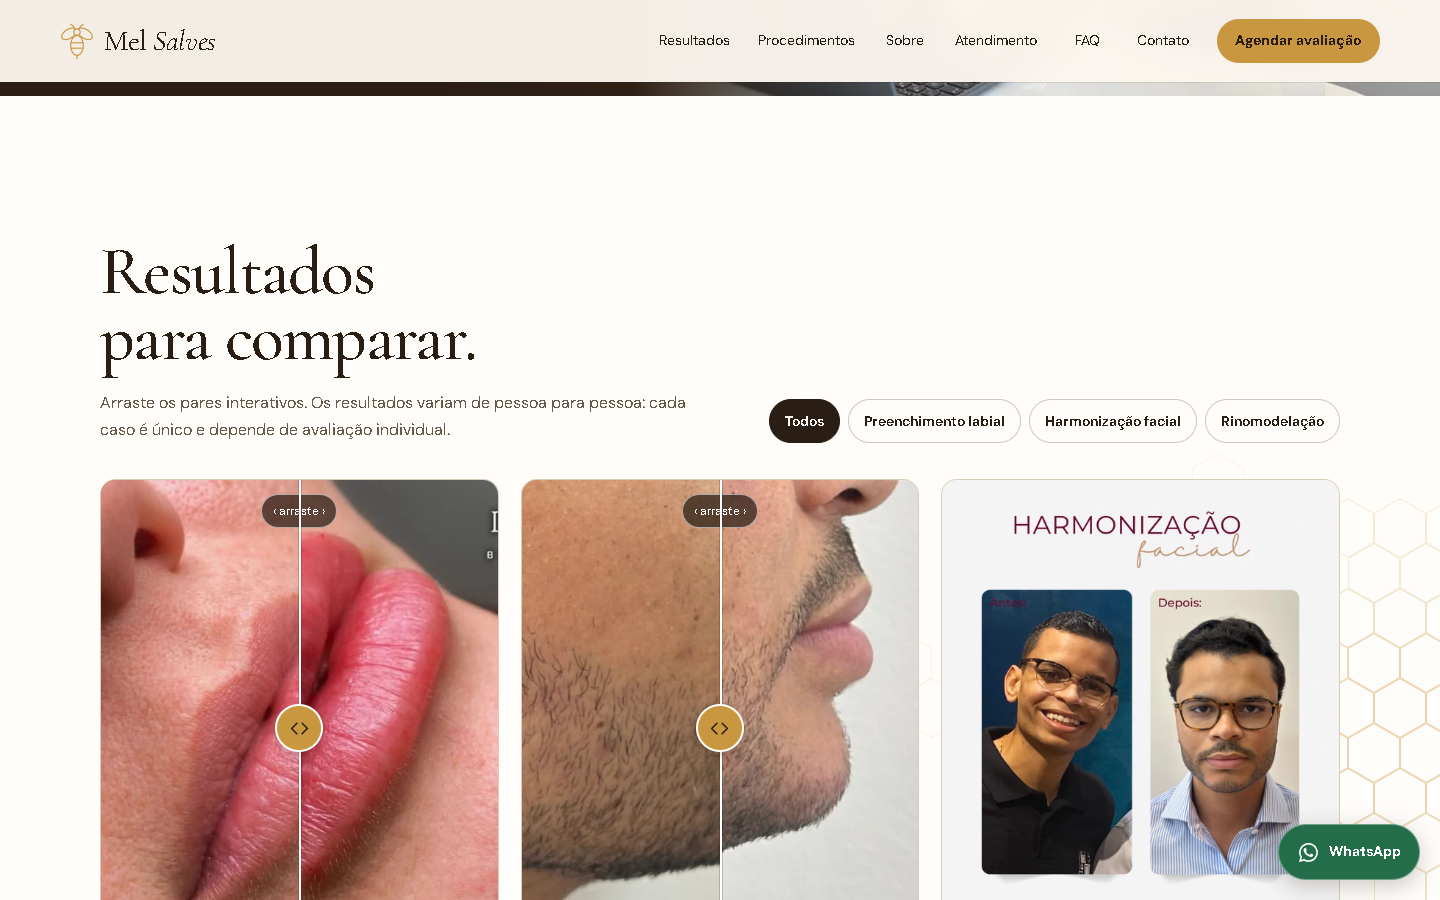 Mel Salves
Resultados
Procedimentos
Sobre
Atendimento
FAQ
Contato
Agendar avaliação
Resultados
para comparar.
Arraste os pares interativos. Os resultados variam de pessoa para pessoa: cada
caso é único e depende de avaliação individual.
Todos
Preenchimento labial
Harmonização facial
Rinomodelação
‹ arraste ›
‹ arraste ›
HARMONIZAÇÃO
facial
Antes:
Depois:
WhatsApp